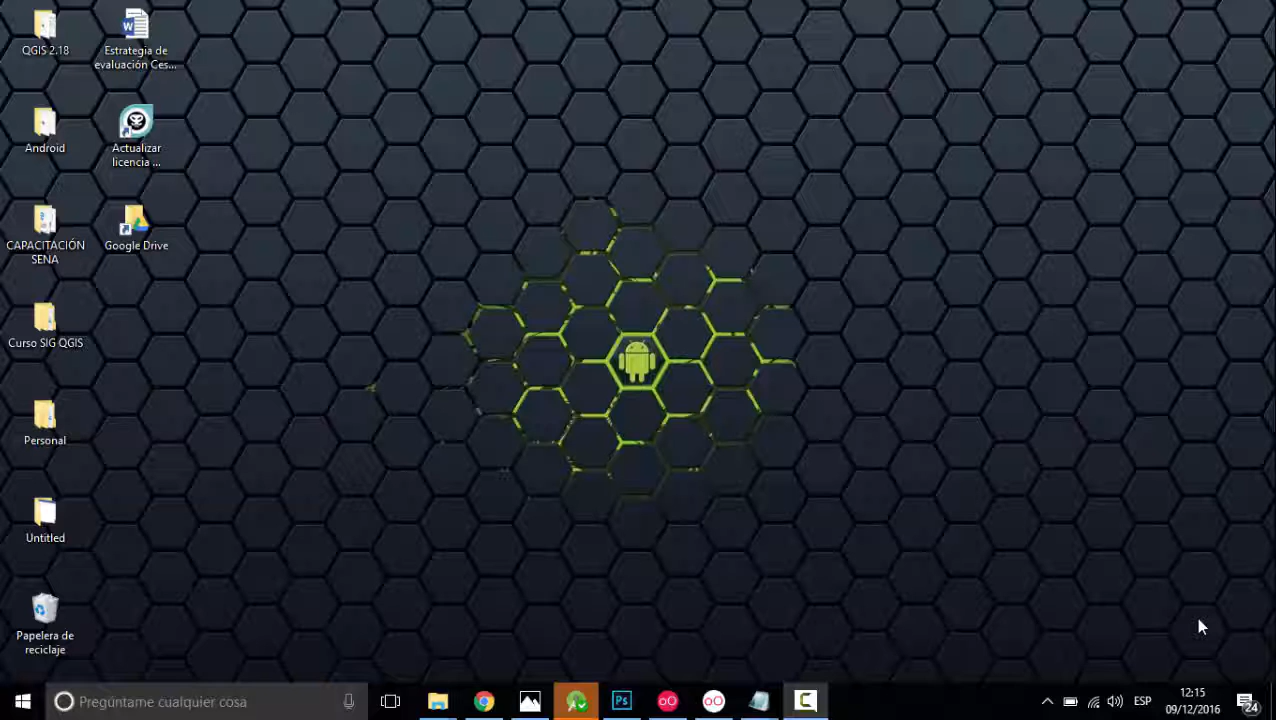 QGIS 2.18
Estrategia de
evaluación Ces...
Android
Actualizar
licencia ...
CAPACITACIÓN
SENA
Google Drive
Curso SIG QGIS
Personal
Untitled
Papelera de
reciclaje
Pregúntame cualquier cosa
Ps
ESP
12:15
09/12/2016
24